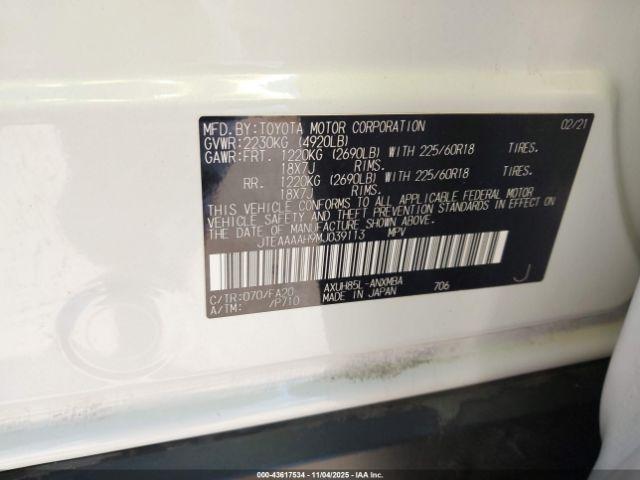 MFD. BY: TOYOTA MOTOR CORPORATION 02/21
GVWR: 2230KG (4920LB)
GAWR: FRT. 1220KG (2690LB) WITH 225/60R18 TIRES.
18X7J RIMS.
RR. 1220KG (2690LB) WITH 225/60R18 TIRES.
18X7J RIMS.
THIS VEHICLE CONFORMS TO ALL APPLICABLE FEDERAL MOTOR
VEHICLE SAFETY AND THEFT PREVENTION STANDARDS IN EFFECT ON
THE DATE OF MANUFACTURE SHOWN ABOVE.
JTEAAAAH9MJ039113 MPV
C/TR: 070/FA20 AXUH85L-ANXMBA J
A/TM: /P710 MADE IN JAPAN 706
000-43617534 - 11/04/2025 - IAAI.COM